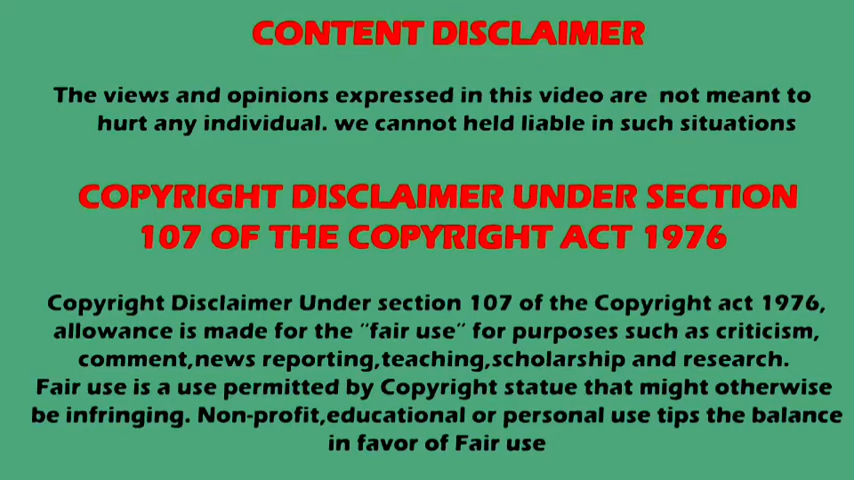 CONTENT DISCLAIMER
The views and opinions expressed in this video are not meant to
hurt any individual. we cannot held liable in such situations
COPYRIGHT DISCLAIMER UNDER SECTION
107 OF THE COPYRIGHT ACT 1976
Copyright Disclaimer Under section 107 of the Copyright act 1976,
allowance is made for the "fair use" for purposes such as criticism,
comment,news reporting,teaching,scholarship and research.
Fair use is a use permitted by Copyright statue that might otherwise
be infringing. Non-profit,educational or personal use tips the balance
in favor of Fair use